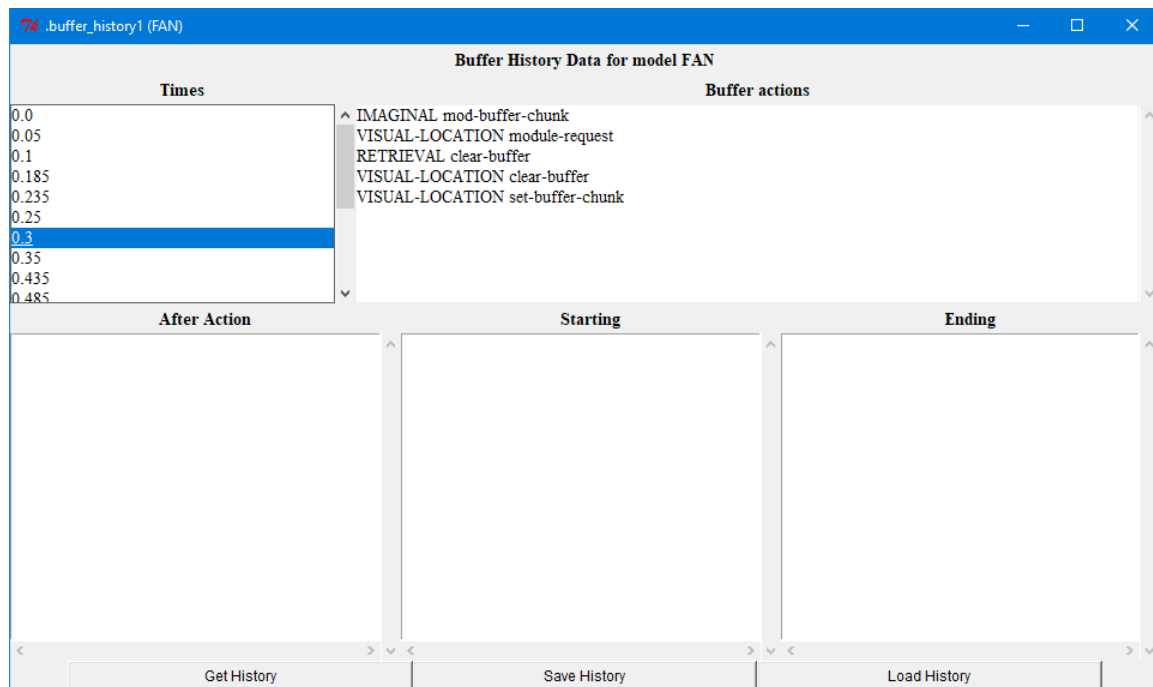 .buffer_history1 (FAN)
Buffer History Data for model FAN
Times
Buffer actions
0.0
0.05
0.1
0.185
0.235
0.25
0.3
0.35
0.435
0.485
IMAGINAL mod-buffer-chunk
VISUAL-LOCATION module-request
RETRIEVAL clear-buffer
VISUAL-LOCATION clear-buffer
VISUAL-LOCATION set-buffer-chunk
After Action
Starting
Ending
Get History
Save History
Load History